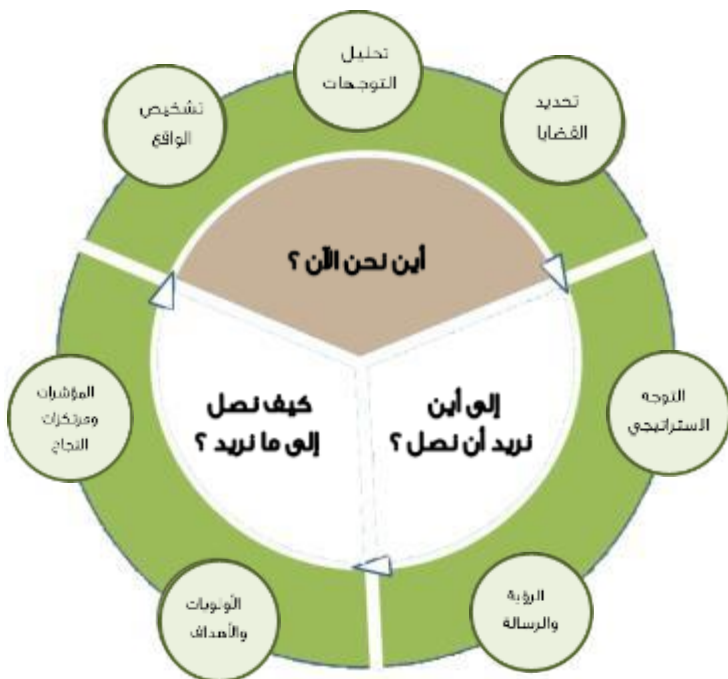 تحليل
التوجهات
تحديد
القضايا
تشخيص
الواقع
أين نحن الآن ؟
التوجه
الاستراتيجي
إلى أين
نريد أن نصل ؟
كيف نصل
إلى ما نريد ؟
المؤشرات
ومرتكزات
النجاح
الرؤية
والرسالة
الأولويات
والأهداف